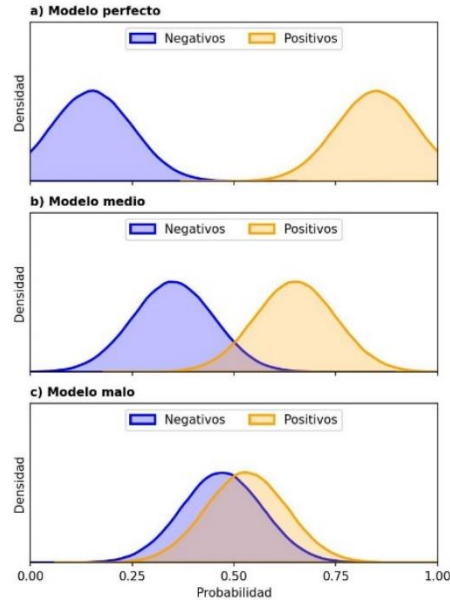 a) Modelo perfecto
Negativos Positivos
Densidad
b) Modelo medio
Negativos Positivos
Densidad
c) Modelo malo
Negativos Positivos
Densidad
0.00 0.25 0.50 0.75 1.00
Probabilidad